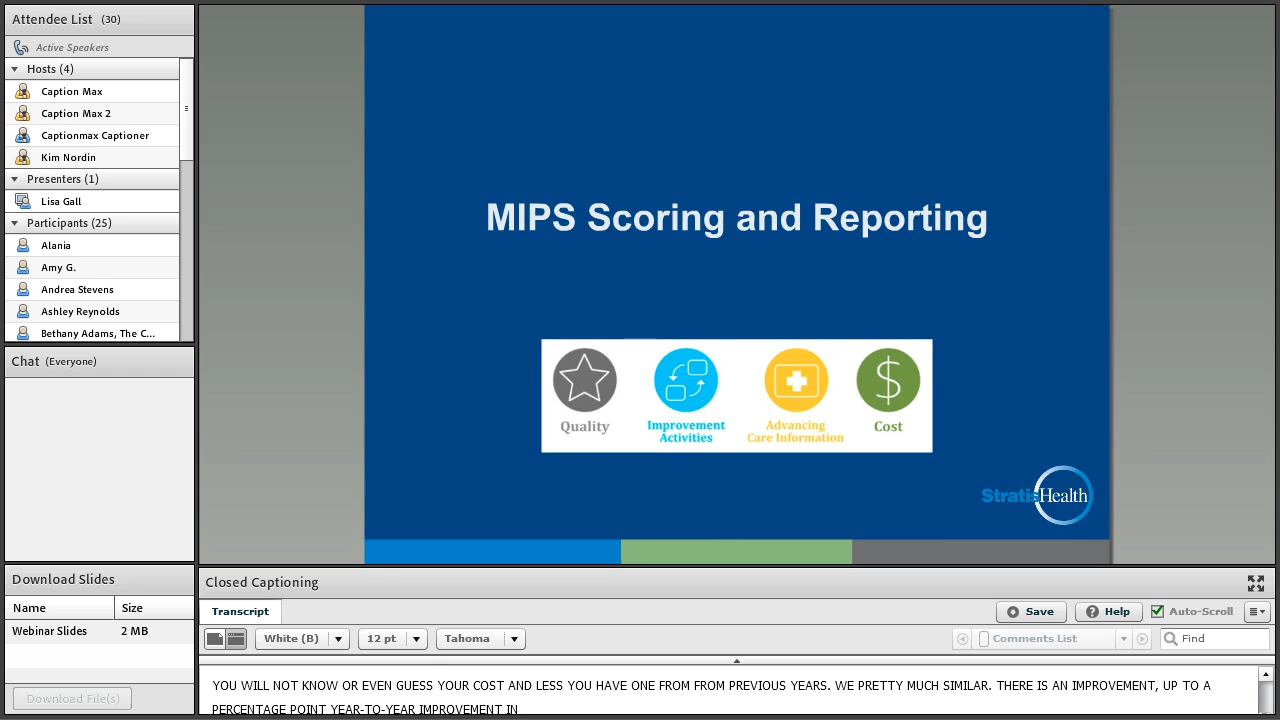 Attendee List (30)
Active Speakers
Hosts (4)
Caption Max
Caption Max 2
Captionmax Captioner
Kim Nordin
Presenters (1)
Lisa Gall
Participants (25)
Alania
Amy G.
Andrea Stevens
Ashley Reynolds
Bethany Adams, The C...
Chat (Everyone)
Download Slides
Name Size
Webinar Slides 2 MB
Download File(s)
MIPS Scoring and Reporting
Quality
Improvement
Activities
Advancing
Care Information
Cost
StratisHealth
Closed Captioning
Transcript
Save
Help
Auto-Scroll
White (B)
12 pt
Tahoma
Comments List
Find
YOU WILL NOT KNOW OR EVEN GUESS YOUR COST AND LESS YOU HAVE ONE FROM FROM PREVIOUS YEARS. WE PRETTY MUCH SIMILAR. THERE IS AN IMPROVEMENT, UP TO A
PERCENTAGE POINT YEAR-TO-YEAR IMPROVEMENT IN